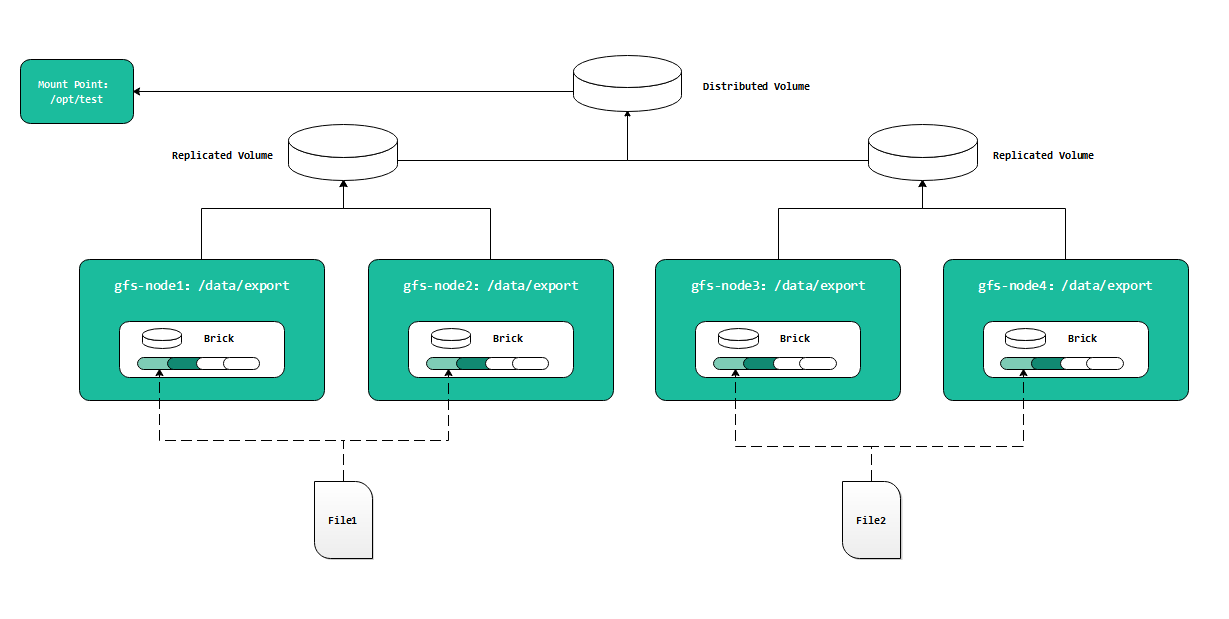 Mount Point:
/opt/test
Distributed Volume
Replicated Volume
Replicated Volume
gfs-node1: /data/export
gfs-node2: /data/export
gfs-node3: /data/export
gfs-node4: /data/export
Brick
Brick
Brick
Brick
File1
File2